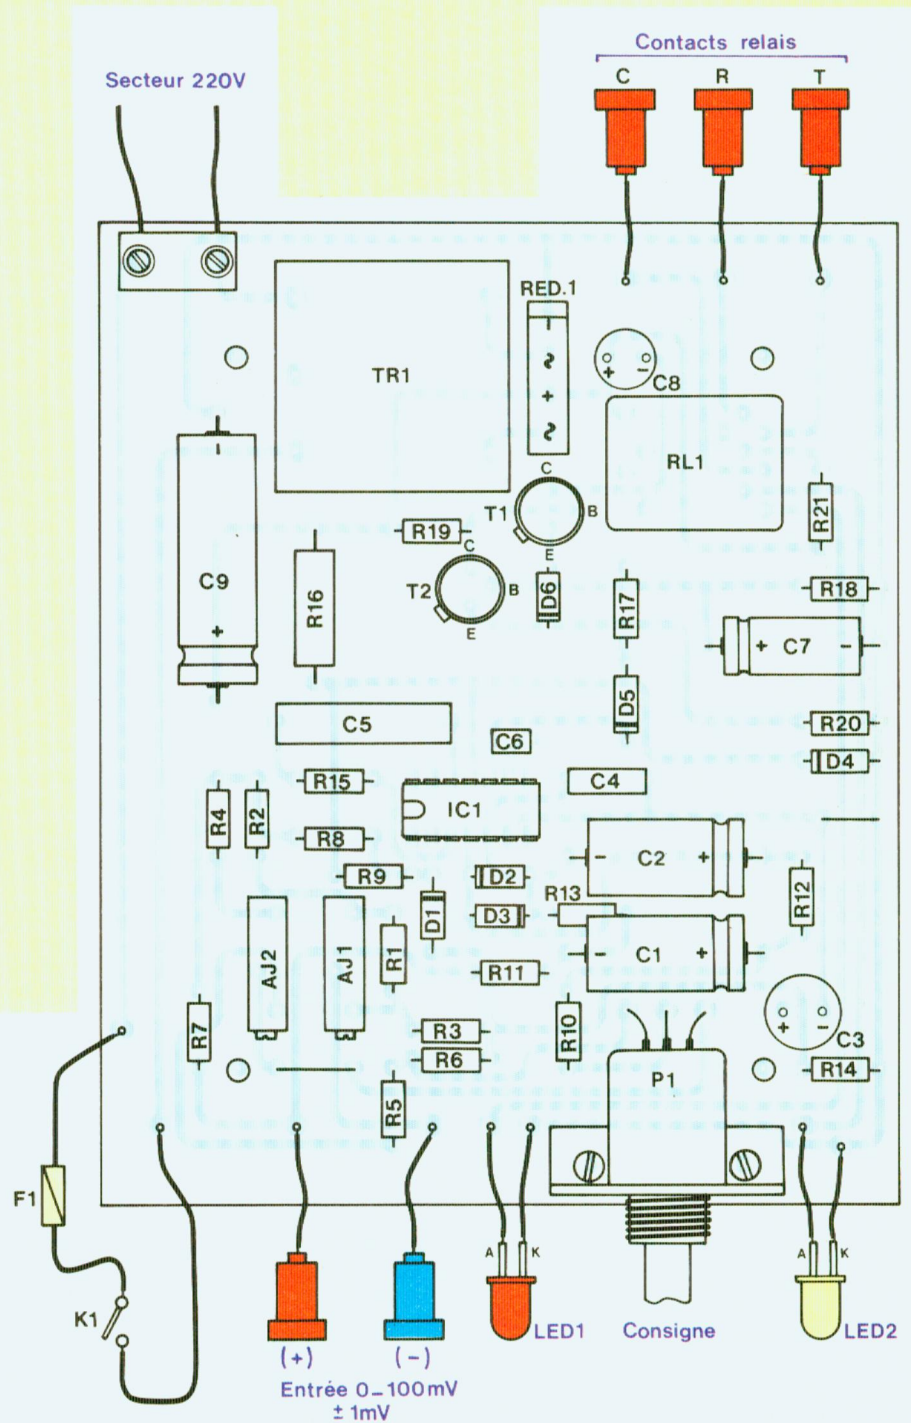 Contacts relais
Secteur 220V
C R T
RED.1
TR1
~
+
~
+ -
C8
RL1
C
T1 B
E
R21
R19
C
T2 B
E
D6
-
C9
+
R16
R17
R18
+ C7 -
D5
C5
C6
R20
D4
R15
C4
R4
R2
IC1
R8
- C2 +
R9
D2
D1
D3
R13
R12
AJ2
AJ1
R1
- C1 +
R11
R7
R3
R10
+ -
C3
R6
P1
R14
R5
F1
A K
A K
K1
LED1
Consigne
LED2
(+)
(-)
Entrée 0-100mV
± 1mV